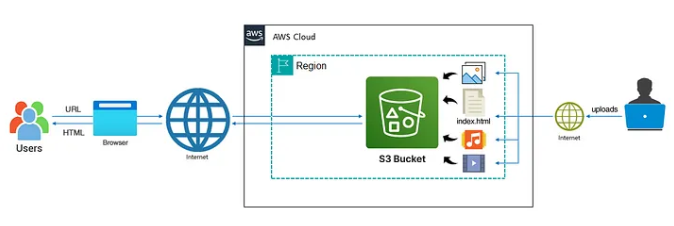 aws
AWS Cloud
Region
URL
HTML
Users
Browser
Internet
S3 Bucket
index.html
Internet
uploads